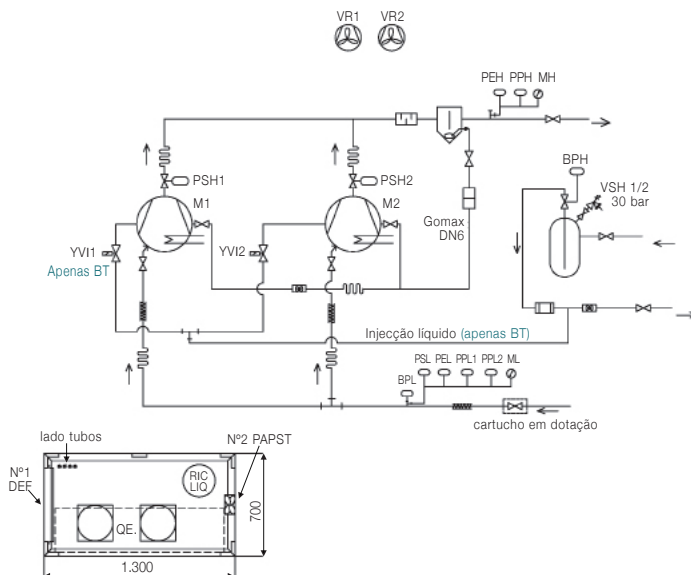 VR1 VR2
PEH PPH MH
PSH1
PSH2
M1
M2
BPH
VSH 1/2
30 bar
Gomax
DN6
YVI1
Apenas BT
YVI2
Injecção líquido (apenas BT)
PSL PEL PPL1 PPL2 ML
BPL
cartucho em dotação
lado tubos
Nº2 PAPST
Nº1
DEF
RIC
LIQ
QE.
700
1.300